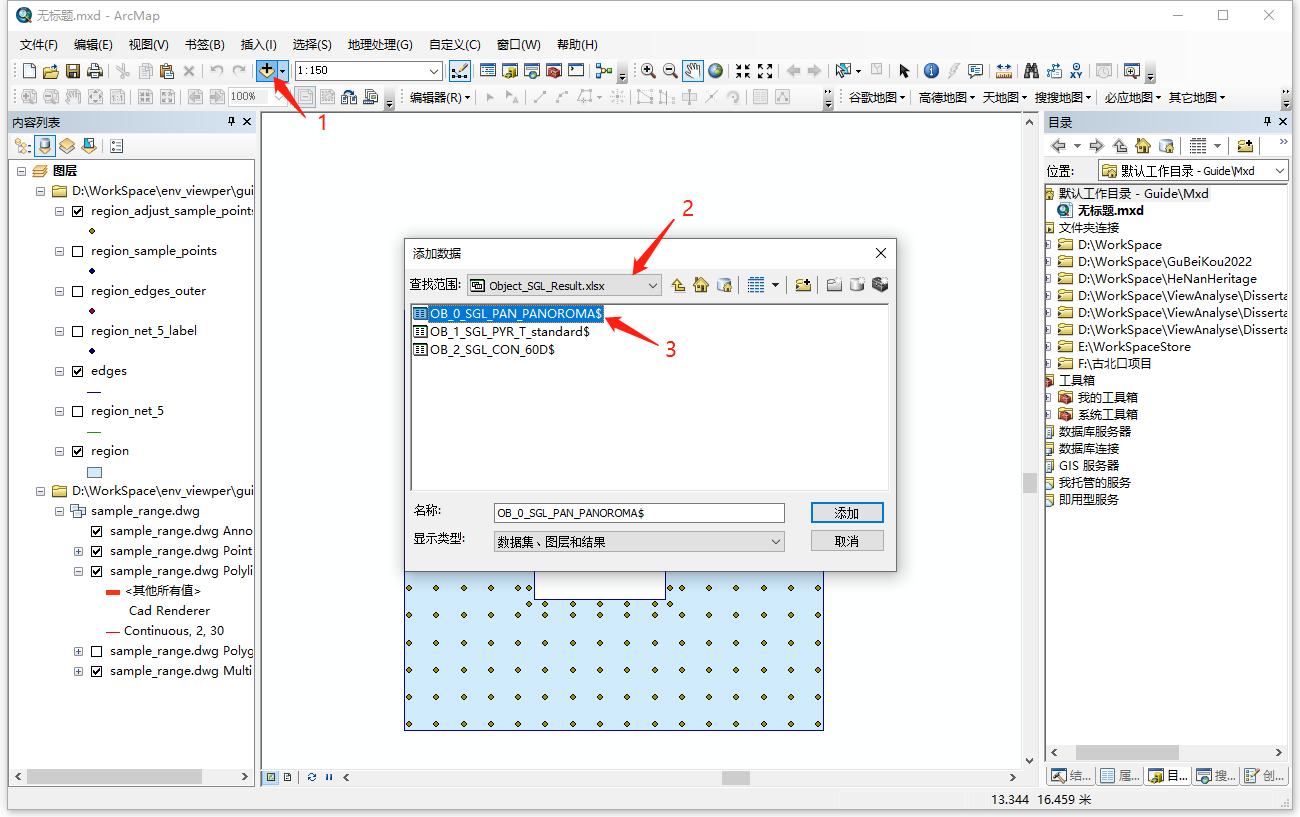 无标题.mxd - ArcMap
文件(F) 编辑(E) 视图(V) 书签(B) 插入(I) 选择(S) 地理处理(G) 自定义(C) 窗口(W) 帮助(H)
1:150
100% 编辑器(R) 谷歌地图 高德地图 天地图 搜搜地图 必应地图 其它地图
1
内容列表
图层
D:\WorkSpace\env_viewper\gui
region_adjust_sample_points
region_sample_points
region_edges_outer
region_net_5_label
edges
region_net_5
region
D:\WorkSpace\env_viewper\gui
sample_range.dwg
sample_range.dwg Anno
sample_range.dwg Point
sample_range.dwg Polyli
<其他所有值>
Cad Renderer
Continuous, 2, 30
sample_range.dwg Polyg
sample_range.dwg Multi
2
添加数据
查找范围: Object_SGL_Result.xlsx
OB_0_SGL_PAN_PANOROMA$
OB_1_SGL_PYR_T_standard$
OB_2_SGL_CON_60D$
3
名称: OB_0_SGL_PAN_PANOROMA$ 添加
显示类型: 数据集、图层和结果 取消
目录
位置: 默认工作目录 - Guide\Mxd
默认工作目录 - Guide\Mxd
无标题.mxd
文件夹连接
D:\WorkSpace
D:\WorkSpace\GuBeiKou2022
D:\WorkSpace\HeNanHeritage
D:\WorkSpace\ViewAnalyse\Disserta
D:\WorkSpace\ViewAnalyse\Disserta
D:\WorkSpace\ViewAnalyse\Disserta
E:\WorkSpaceStore
F:\古北口项目
工具箱
我的工具箱
系统工具箱
数据库服务器
数据库连接
GIS 服务器
我托管的服务
即用型服务
结... 属... 目... 搜... 创...
13.344 16.459 米